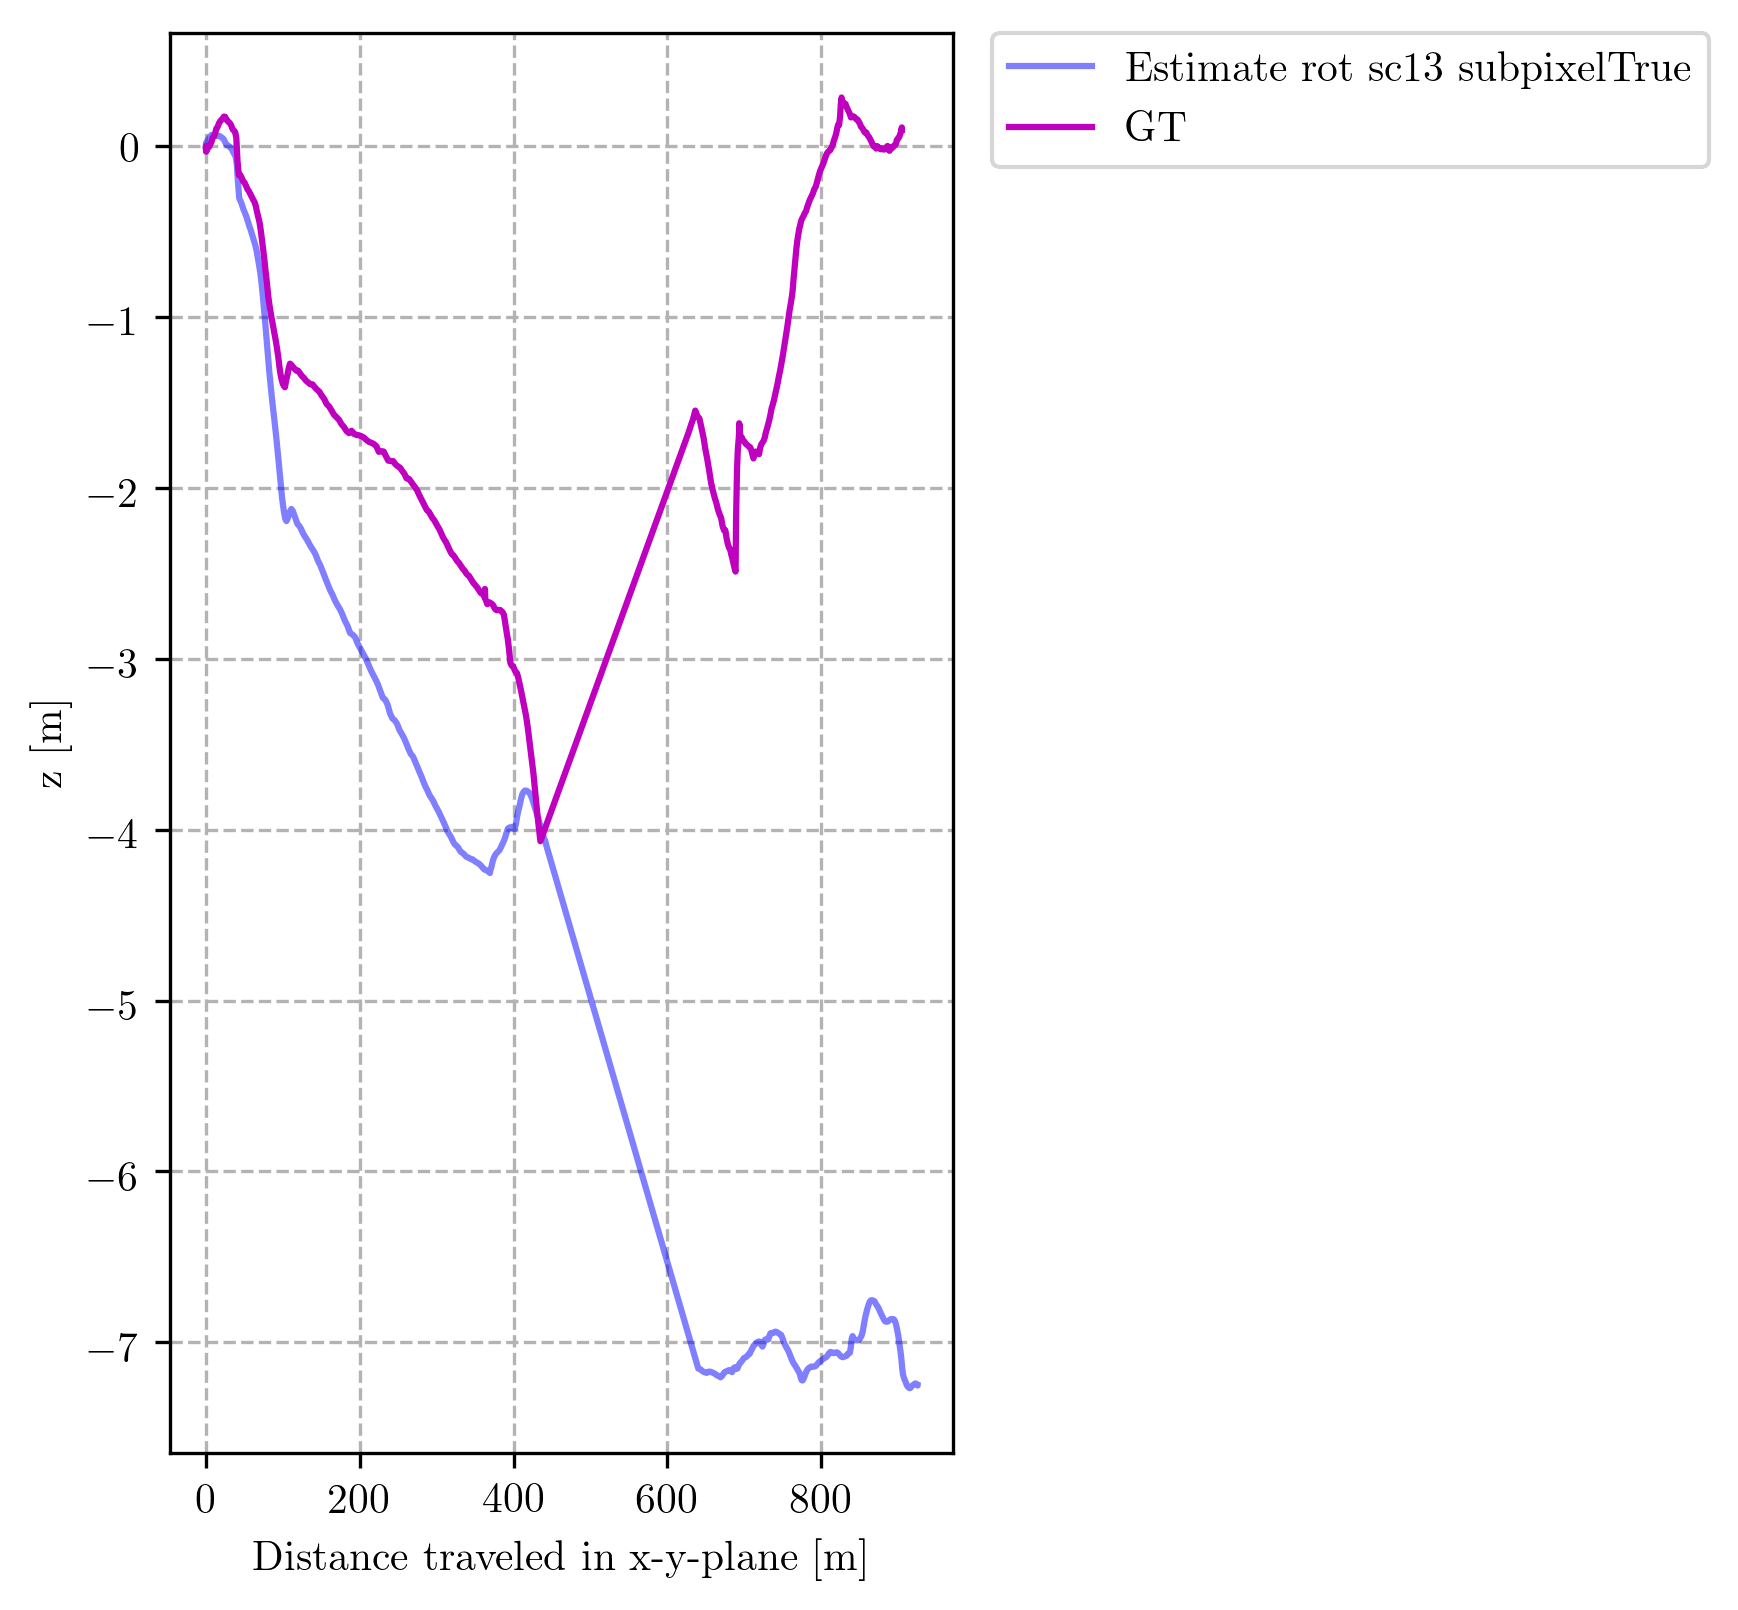 Estimate rot sc13 subpixelTrue
GT
0
−1
−2
−3
−4
−5
−6
−7
z [m]
0 200 400 600 800
Distance traveled in x-y-plane [m]